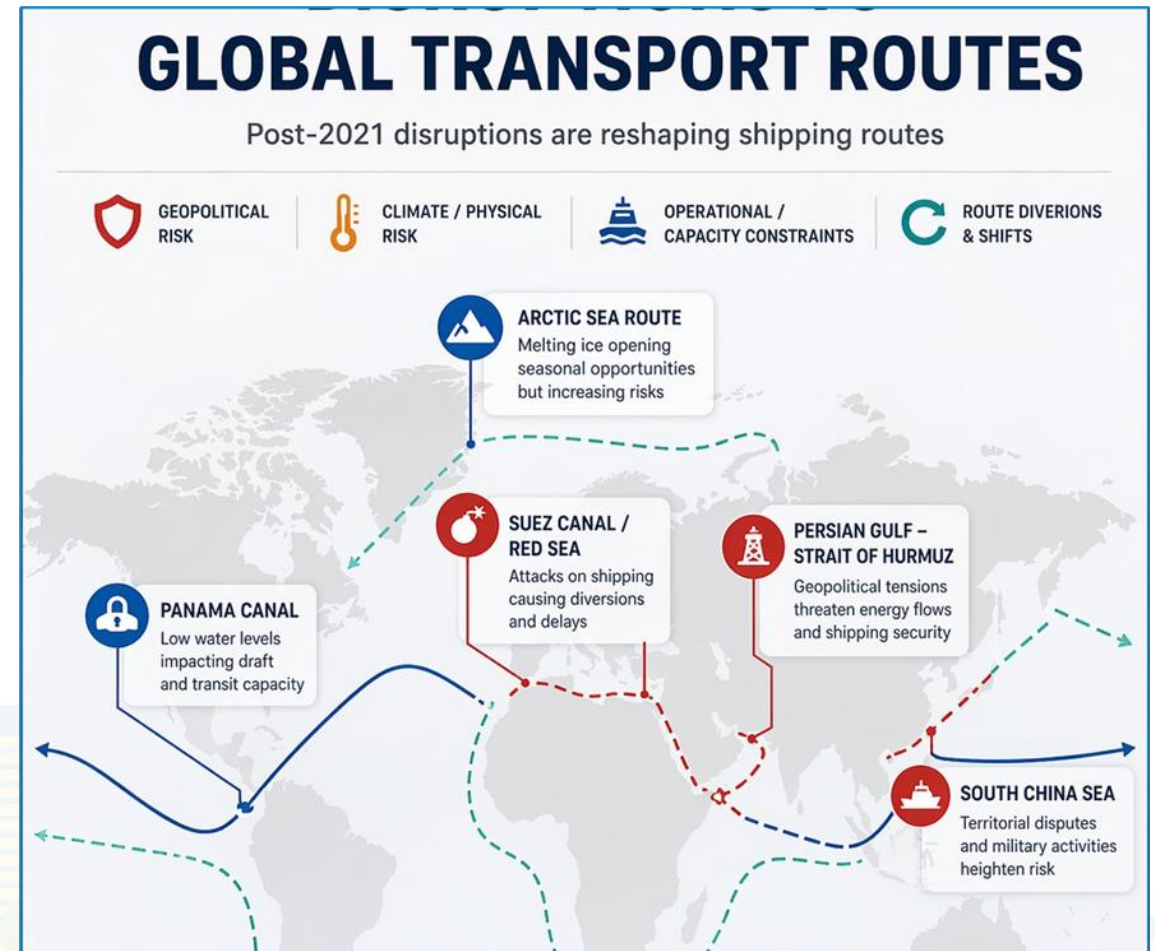 GLOBAL TRANSPORT ROUTES
Post-2021 disruptions are reshaping shipping routes
GEOPOLITICAL
RISK
CLIMATE / PHYSICAL
RISK
OPERATIONAL /
CAPACITY CONSTRAINTS
ROUTE DIVERIONS
& SHIFTS
ARCTIC SEA ROUTE
Melting ice opening
seasonal opportunities
but increasing risks
SUEZ CANAL /
RED SEA
Attacks on shipping
causing diversions
and delays
PERSIAN GULF –
STRAIT OF HURMUZ
Geopolitical tensions
threaten energy flows
and shipping security
PANAMA CANAL
Low water levels
impacting draft
and transit capacity
SOUTH CHINA SEA
Territorial disputes
and military activities
heighten risk